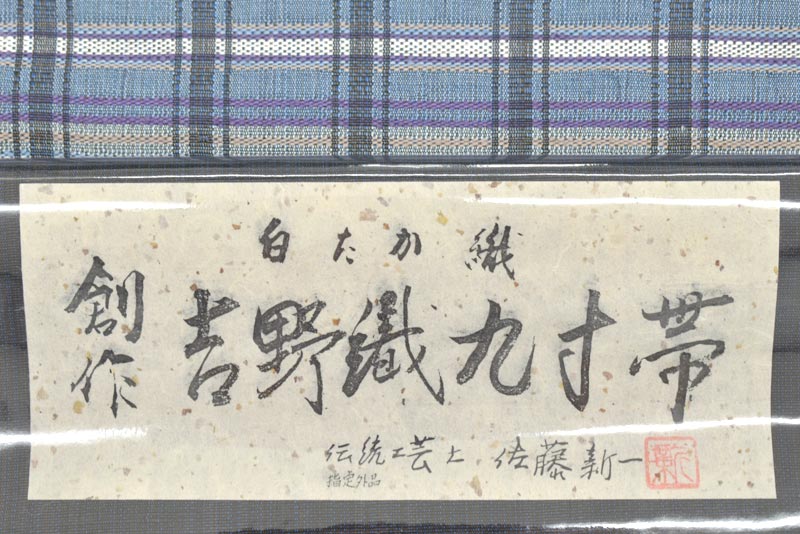 白たか織
創作
吉野織九寸帯
伝統工芸士 佐藤新一
指定外品
新